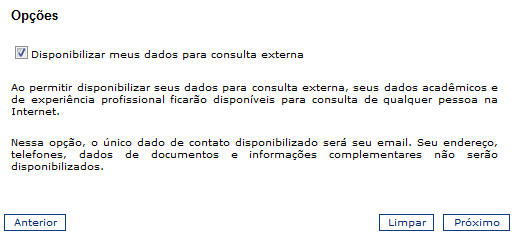 Opções
Disponibilizar meus dados para consulta externa
Ao permitir disponibilizar seus dados para consulta externa, seus dados acadêmicos e
de experiência profissional ficarão disponíveis para consulta de qualquer pessoa na
Internet.
Nessa opção, o único dado de contato disponibilizado será seu email. Seu endereço,
telefones, dados de documentos e informações complementares não serão
disponibilizados.
Anterior Limpar Próximo